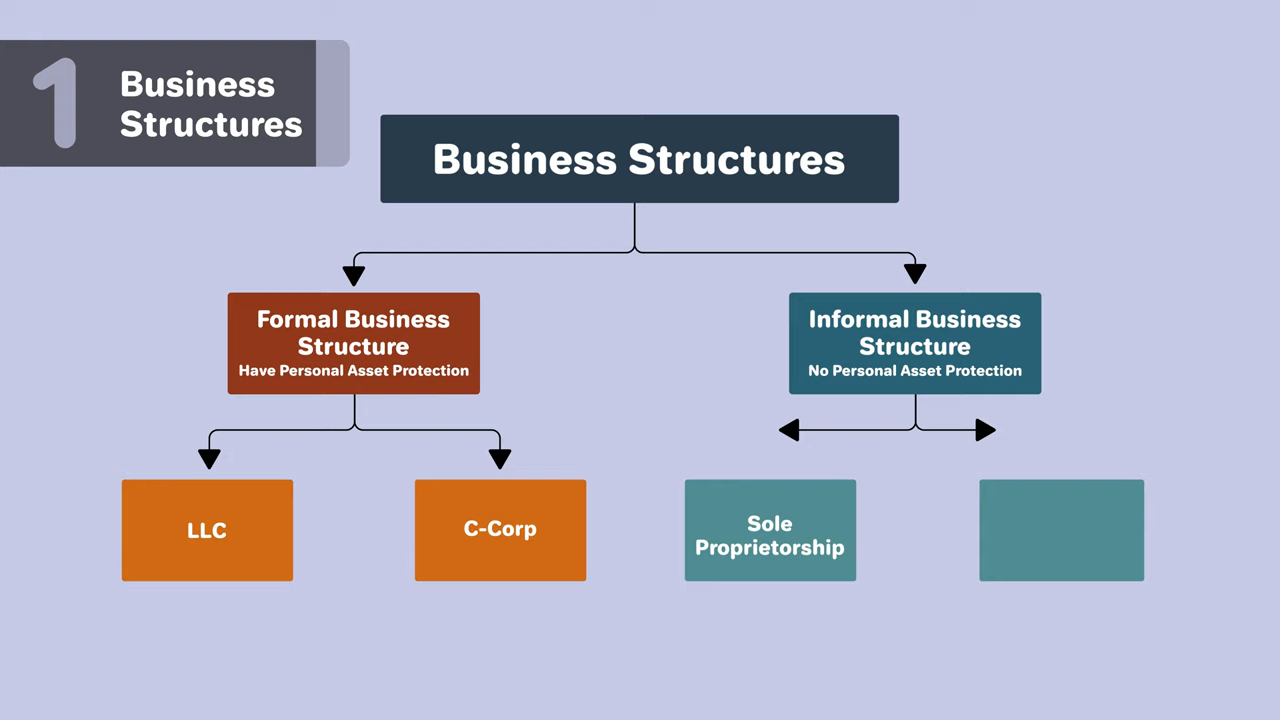 1
Business
Structures
Business Structures
Formal Business
Structure
Have Personal Asset Protection
Informal Business
Structure
No Personal Asset Protection
LLC
C-Corp
Sole
Proprietorship